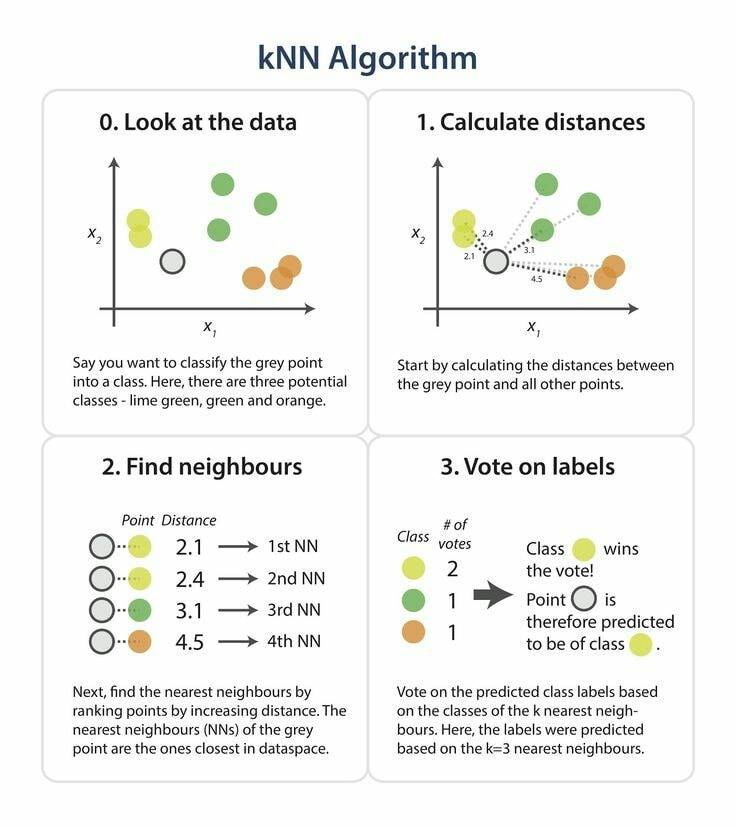 kNN Algorithm
0. Look at the data
x2
x1
Say you want to classify the grey point
into a class. Here, there are three potential
classes - lime green, green and orange.
1. Calculate distances
x2
2.4
2.1
3.1
4.5
x1
Start by calculating the distances between
the grey point and all other points.
2. Find neighbours
Point Distance
2.1 1st NN
2.4 2nd NN
3.1 3rd NN
4.5 4th NN
Next, find the nearest neighbours by
ranking points by increasing distance. The
nearest neighbours (NNs) of the grey
point are the ones closest in dataspace.
3. Vote on labels
Class # of
votes
2
1
1
Class wins
the vote!
Point is
therefore predicted
to be of class .
Vote on the predicted class labels based
on the classes of the k nearest neigh-
bours. Here, the labels were predicted
based on the k=3 nearest neighbours.